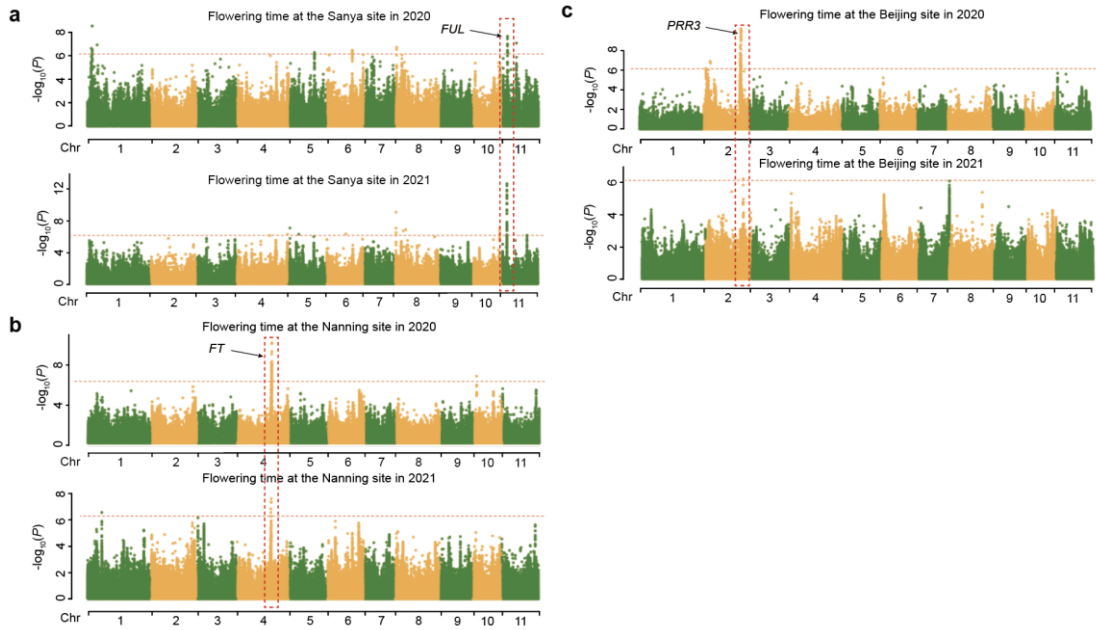 a
Flowering time at the Sanya site in 2020
FUL
-log10(P)
0 2 4 6 8
Chr 1 2 3 4 5 6 7 8 9 10 11
Flowering time at the Sanya site in 2021
-log10(P)
0 4 8 12
Chr 1 2 3 4 5 6 7 8 9 10 11
b
Flowering time at the Nanning site in 2020
FT
-log10(P)
0 4 8
Chr 1 2 3 4 5 6 7 8 9 10 11
Flowering time at the Nanning site in 2021
-log10(P)
0 2 4 6 8
Chr 1 2 3 4 5 6 7 8 9 10 11
c
Flowering time at the Beijing site in 2020
PRR3
-log10(P)
0 2 4 6 8
Chr 1 2 3 4 5 6 7 8 9 10 11
Flowering time at the Beijing site in 2021
-log10(P)
0 2 4 6
Chr 1 2 3 4 5 6 7 8 9 10 11